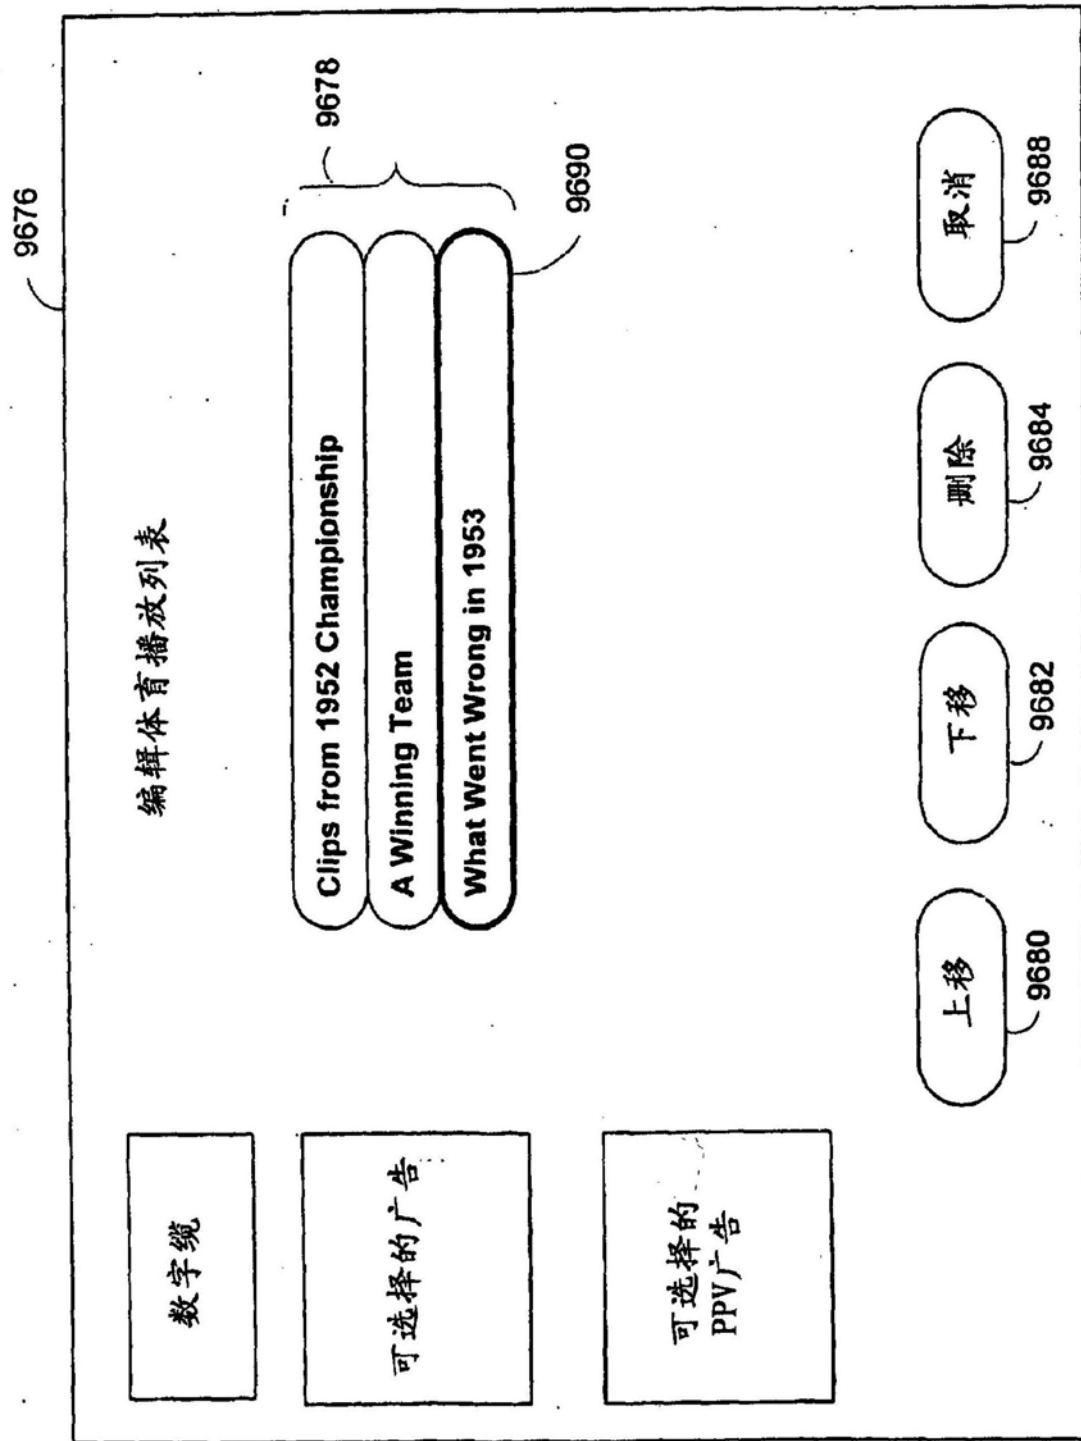 9676
编辑体育播放列表
数字缆
可选择的广告
可选择的
PPV广告
Clips from 1952 Championship
A Winning Team
What Went Wrong in 1953
9678
9690
上移
下移
删除
取消
9680
9682
9684
9688